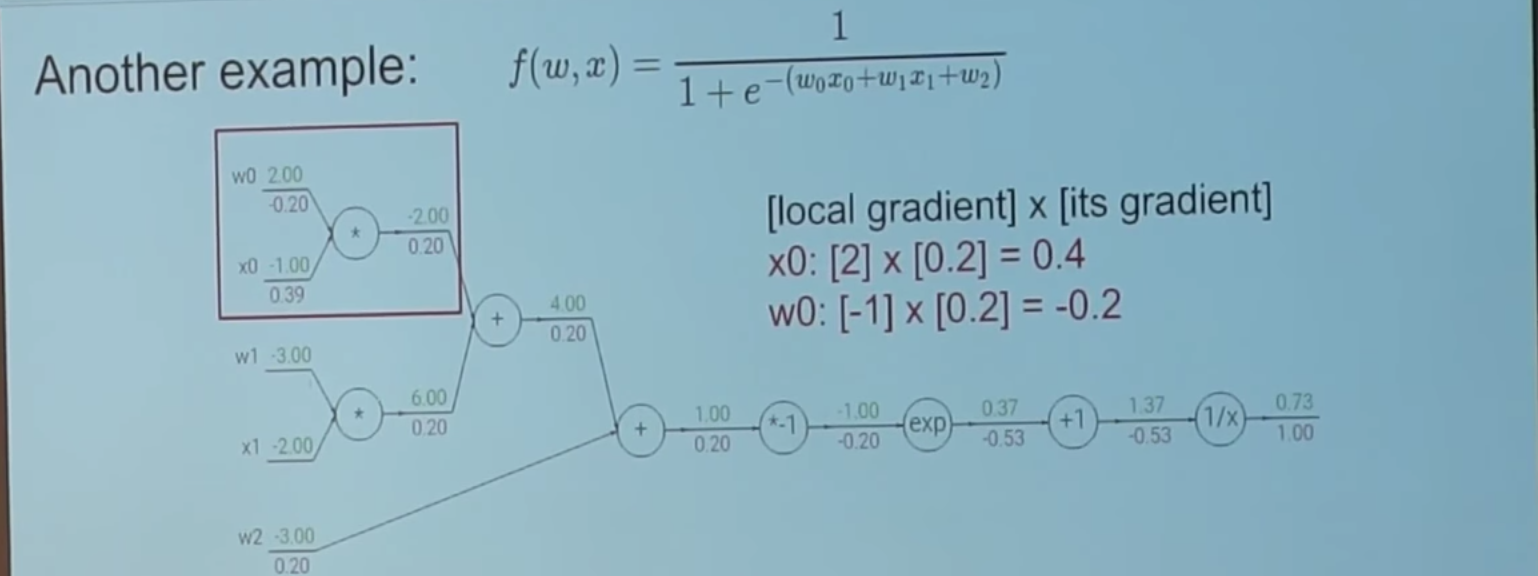 Another example: f(w,x) = 1 / (1 + e^-(w0x0+w1x1+w2))
w0 2.00
-0.20
*
-2.00
0.20
x0 -1.00
0.39
[local gradient] x [its gradient]
x0: [2] x [0.2] = 0.4
w0: [-1] x [0.2] = -0.2
+
4.00
0.20
w1 -3.00
*
6.00
0.20
x1 -2.00
+
1.00
0.20
*-1
-1.00
-0.20
exp
0.37
-0.53
+1
1.37
-0.53
1/x
0.73
1.00
w2 -3.00
0.20